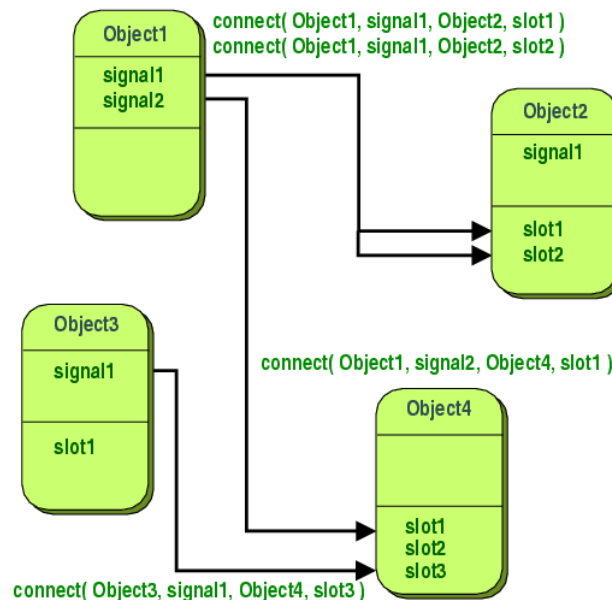 connect( Object1, signal1, Object2, slot1 )
connect( Object1, signal1, Object2, slot2 )
Object1
signal1
signal2
Object2
signal1
slot1
slot2
Object3
signal1
slot1
connect( Object1, signal2, Object4, slot1 )
Object4
slot1
slot2
slot3
connect( Object3, signal1, Object4, slot3 )